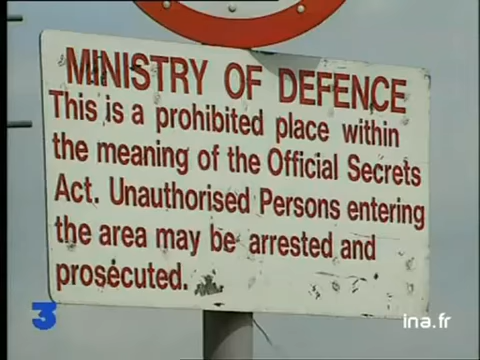 MINISTRY OF DEFENCE
This is a prohibited place within
the meaning of the Official Secrets
Act. Unauthorised Persons entering
the area may be arrested and
prosecuted.
3
ina.fr